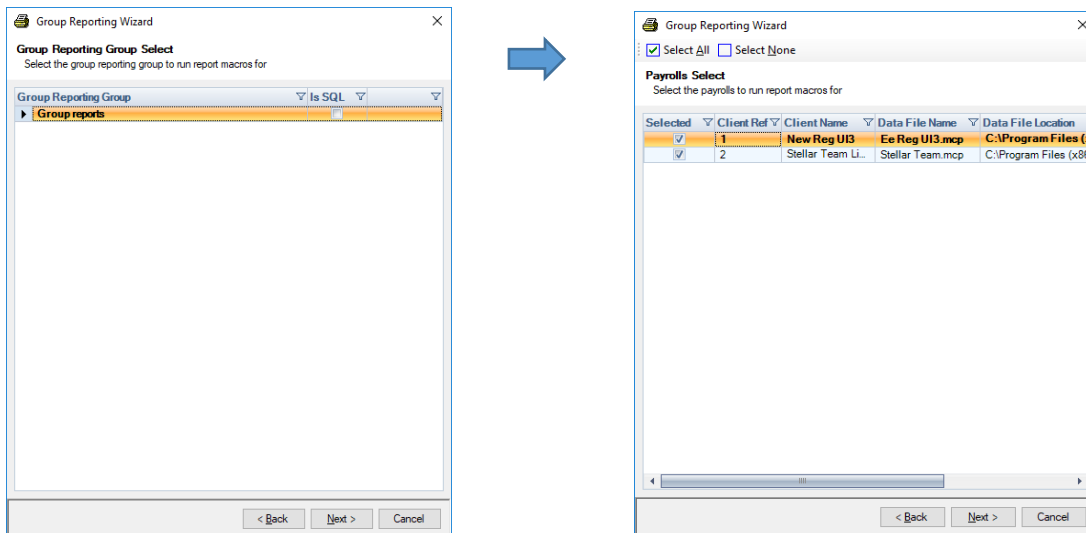 Group Reporting Wizard
Group Reporting Group Select
Select the group reporting group to run report macros for
Group Reporting Group Is SQL
Group reports
< Back Next > Cancel
Group Reporting Wizard
Select All Select None
Payrolls Select
Select the payrolls to run report macros for
Selected Client Ref Client Name Data File Name Data File Location
1 New Reg UI3 Ee Reg UI3.mcp C:\Program Files (
2 Stellar Team Li... Stellar Team.mcp C:\Program Files (x86
< Back Next > Cancel